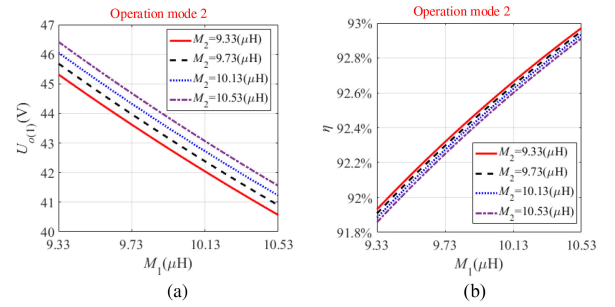 Operation mode 2
47
46
45
44
43
42
41
40
U_o(1)(V)
M_2=9.33(μH)
M_2=9.73(μH)
M_2=10.13(μH)
M_2=10.53(μH)
9.33 9.73 10.13 10.53
M_1(μH)
(a)
Operation mode 2
93%
92.8%
92.6%
92.4%
92.2%
92%
91.8%
η
M_2=9.33(μH)
M_2=9.73(μH)
M_2=10.13(μH)
M_2=10.53(μH)
9.33 9.73 10.13 10.53
M_1(μH)
(b)